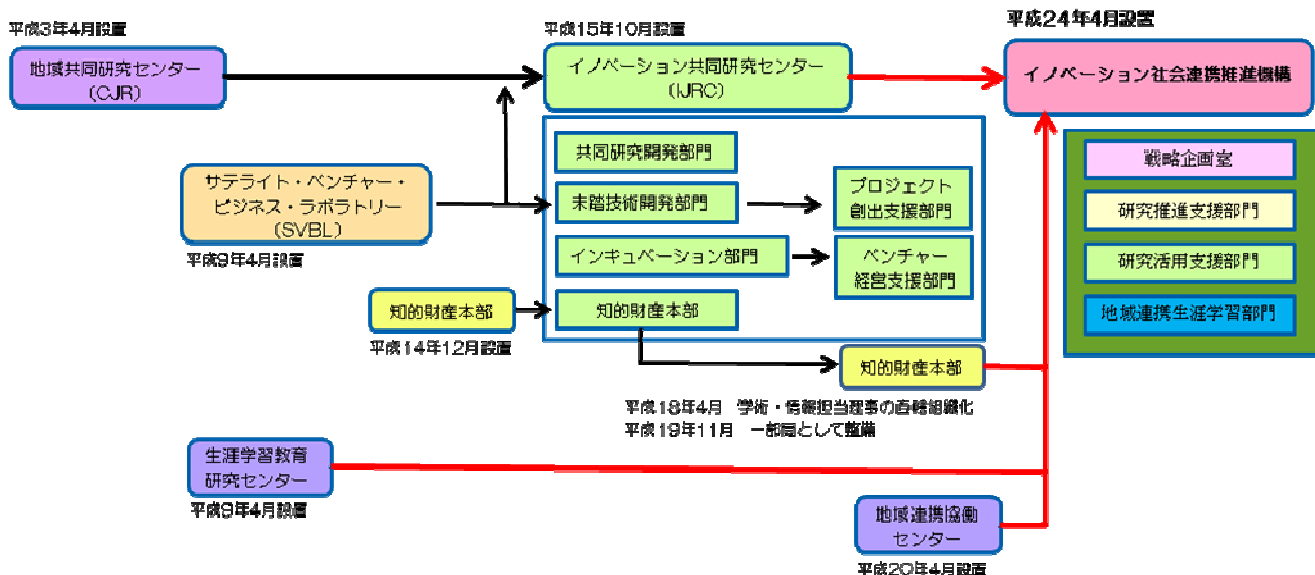 平成3年4月設置
地域共同研究センター
(CJR)
平成15年10月設置
イノベーション共同研究センター
(IJRC)
平成24年4月設置
イノベーション社会連携推進機構
サテライト・ベンチャー・
ビジネス・ラボラトリー
(SVBL)
平成9年4月設置
共同研究開発部門
未踏技術開発部門
プロジェクト
創出支援部門
インキュベーション部門
ベンチャー
経営支援部門
知的財産本部
平成14年12月設置
知的財産本部
知的財産本部
平成18年4月 学術・情報担当理事の直轄組織化
平成19年11月 一部局として整備
戦略企画室
研究推進支援部門
研究活用支援部門
地域連携生涯学習部門
生涯学習教育
研究センター
平成9年4月設置
地域連携協働
センター
平成20年4月設置